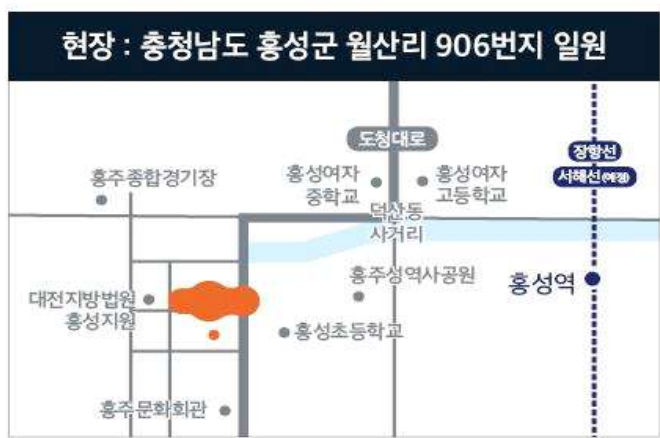 현장 : 충청남도 홍성군 월산리 906번지 일원
도청대로
장항선
서해선(예정)
홍주종합경기장
홍성여자
중학교
홍성여자
고등학교
덕산동
사거리
홍주성역사공원
홍성역
대전지방법원
홍성지원
홍성초등학교
홍주문화회관